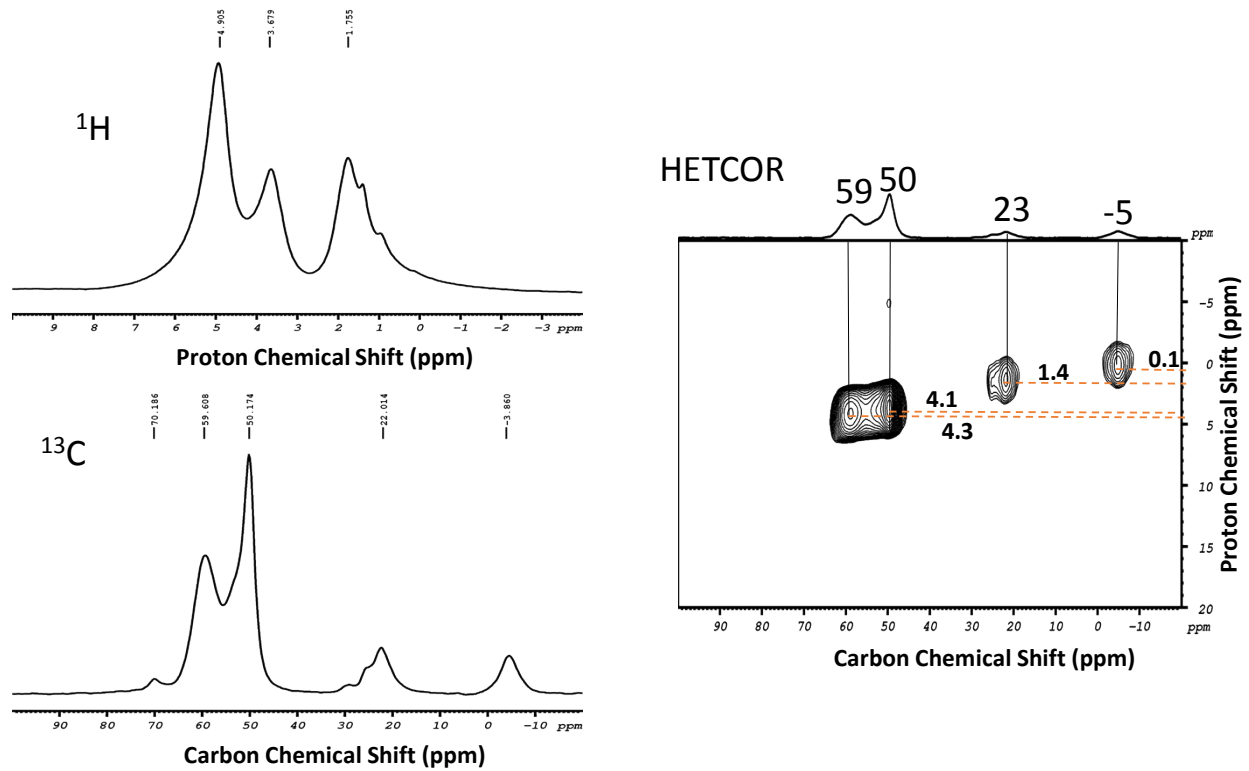 4.905
3.679
1.755
¹H
9 8 7 6 5 4 3 2 1 0 −1 −2 −3 ppm
Proton Chemical Shift (ppm)
70.186
59.608
50.174
22.014
−3.860
¹³C
90 80 70 60 50 40 30 20 10 0 −10 ppm
Carbon Chemical Shift (ppm)
HETCOR
59 50 23 -5
ppm
−5
0
5
10
15
20
0.1
1.4
4.1
4.3
Proton Chemical Shift (ppm)
90 80 70 60 50 40 30 20 10 0 −10 ppm
Carbon Chemical Shift (ppm)